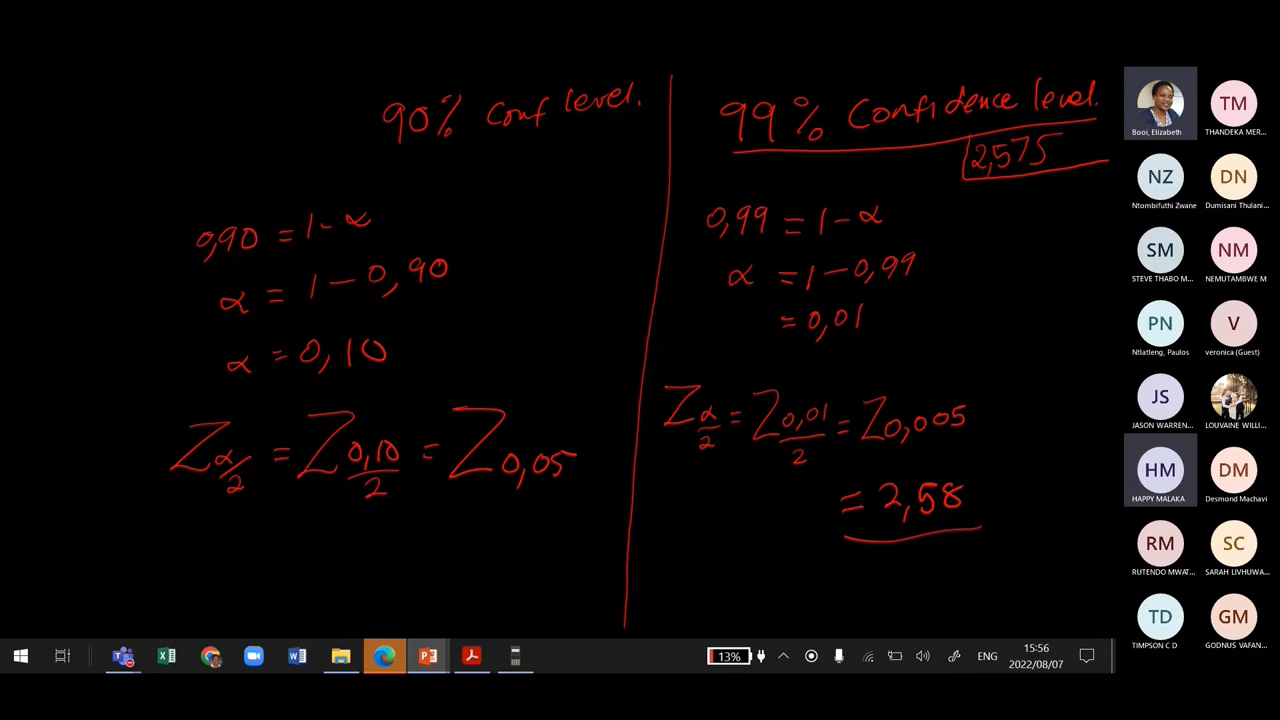 90% Conf level.
0,90 = 1 - α
α = 1 - 0,90
α = 0,10
Zα/2 = Z0,10/2 = Z0,05
99% Confidence level.
2,575
0,99 = 1 - α
α = 1 - 0,99
= 0,01
Zα/2 = Z0,01/2 = Z0,005
= 2,58
Booi, Elizabeth
TM
THANDEKA MER...
NZ
Ntombifuthi Zwane
DN
Dumisani Thulani...
SM
STEVE THABO M...
NM
NEMUTAMBWE M
PN
Ntlatleng, Paulos
V
veronica (Guest)
JS
JASON WARREN...
LOUVAINE WILLI...
HM
HAPPY MALAKA
DM
Desmond Machavi
RM
RUTENDO MWAT...
SC
SARAH LIVHUWA...
TD
TIMPSON C D
GM
GODNUS VAFAN...
13%
ENG
15:56
2022/08/07